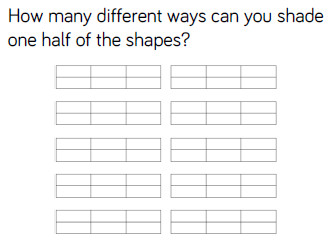 How many different ways can you shade
one half of the shapes?